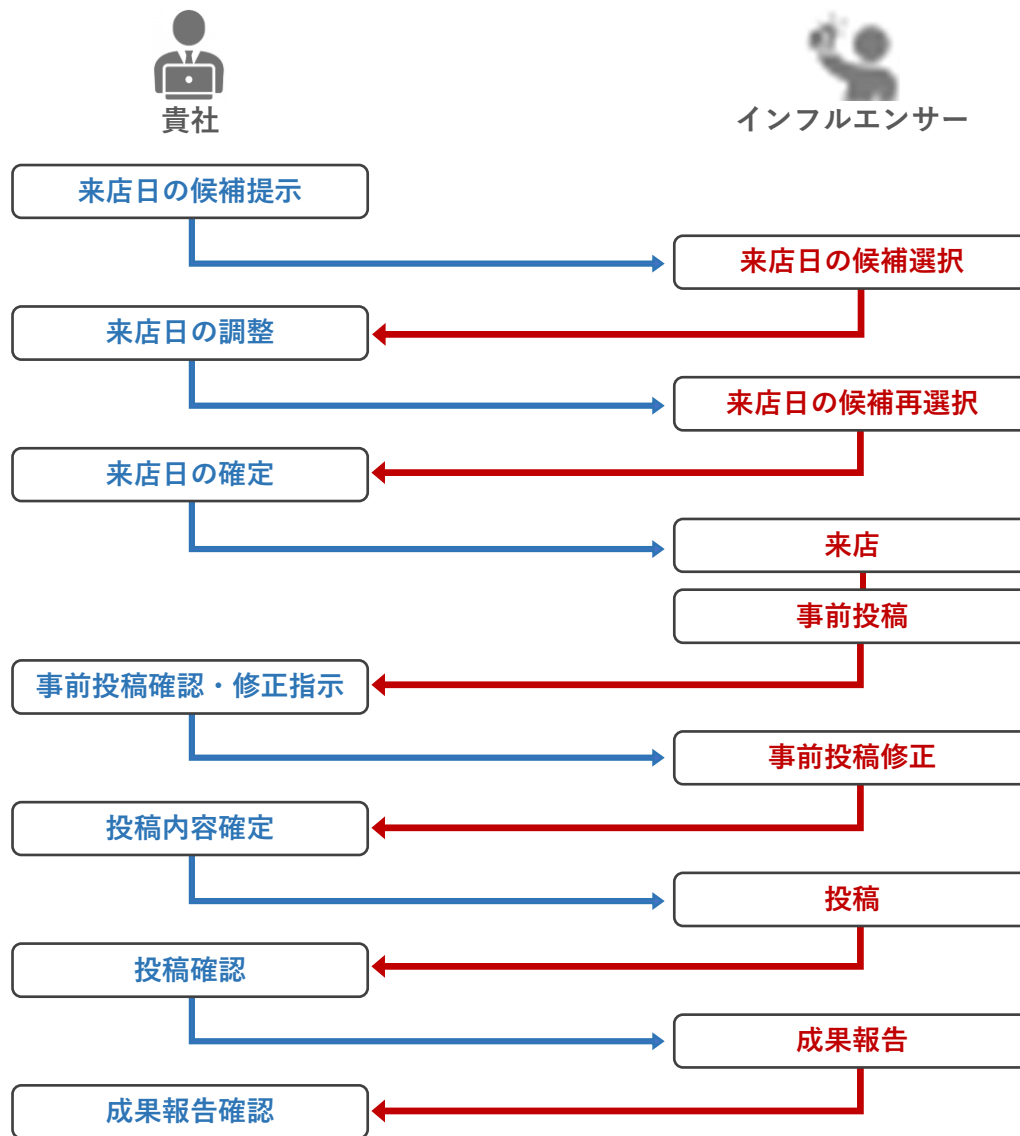 貴社
インフルエンサー
来店日の候補提示
来店日の候補選択
来店日の調整
来店日の候補再選択
来店日の確定
来店
事前投稿
事前投稿確認・修正指示
事前投稿修正
投稿内容確定
投稿
投稿確認
成果報告
成果報告確認